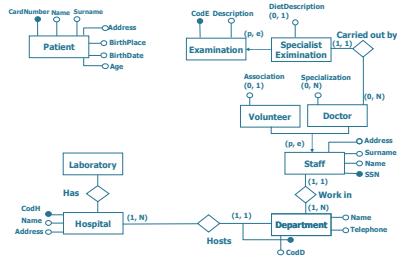 CardNumber Name Surname
Address
Patient
BirthPlace
BirthDate
Age
CodE Description
DietDescription
(0, 1)
Examination
(p, e)
Specialist
Eximination
(1, 1)
Carried out by
Association
(0, 1)
Specialization
(0, N)
Volunteer
Doctor
(0, N)
(p, e)
Address
Surname
Name
SSN
Staff
(1, 1)
Work in
(1, N)
Laboratory
Has
CodH
Name
Address
Hospital
(1, N)
Hosts
(1, 1)
Department
Name
Telephone
CodD